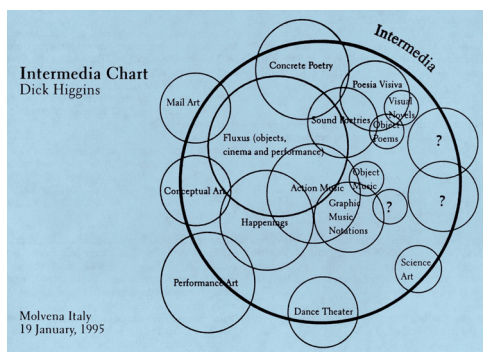 Intermedia Chart
Dick Higgins
Intermedia
Concrete Poetry
Poesia Visiva
Mail Art
Visual
Novels
Sound Poetries
Object
Poems
Fluxus (objects,
cinema and performance)
?
Conceptual Art
Action Music
Object
Music
Graphic
Music
Notations
?
?
Happenings
Performance Art
Science
Art
Dance Theater
Molvena Italy
19 January, 1995